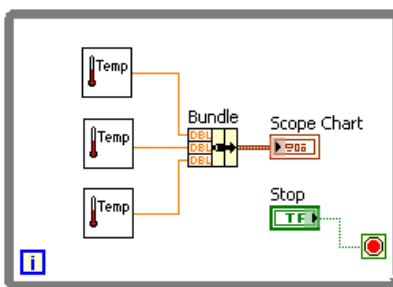 Temp
Bundle
DBL
Temp
DBL
DBL
Scope Chart
Temp
Stop
TF
i